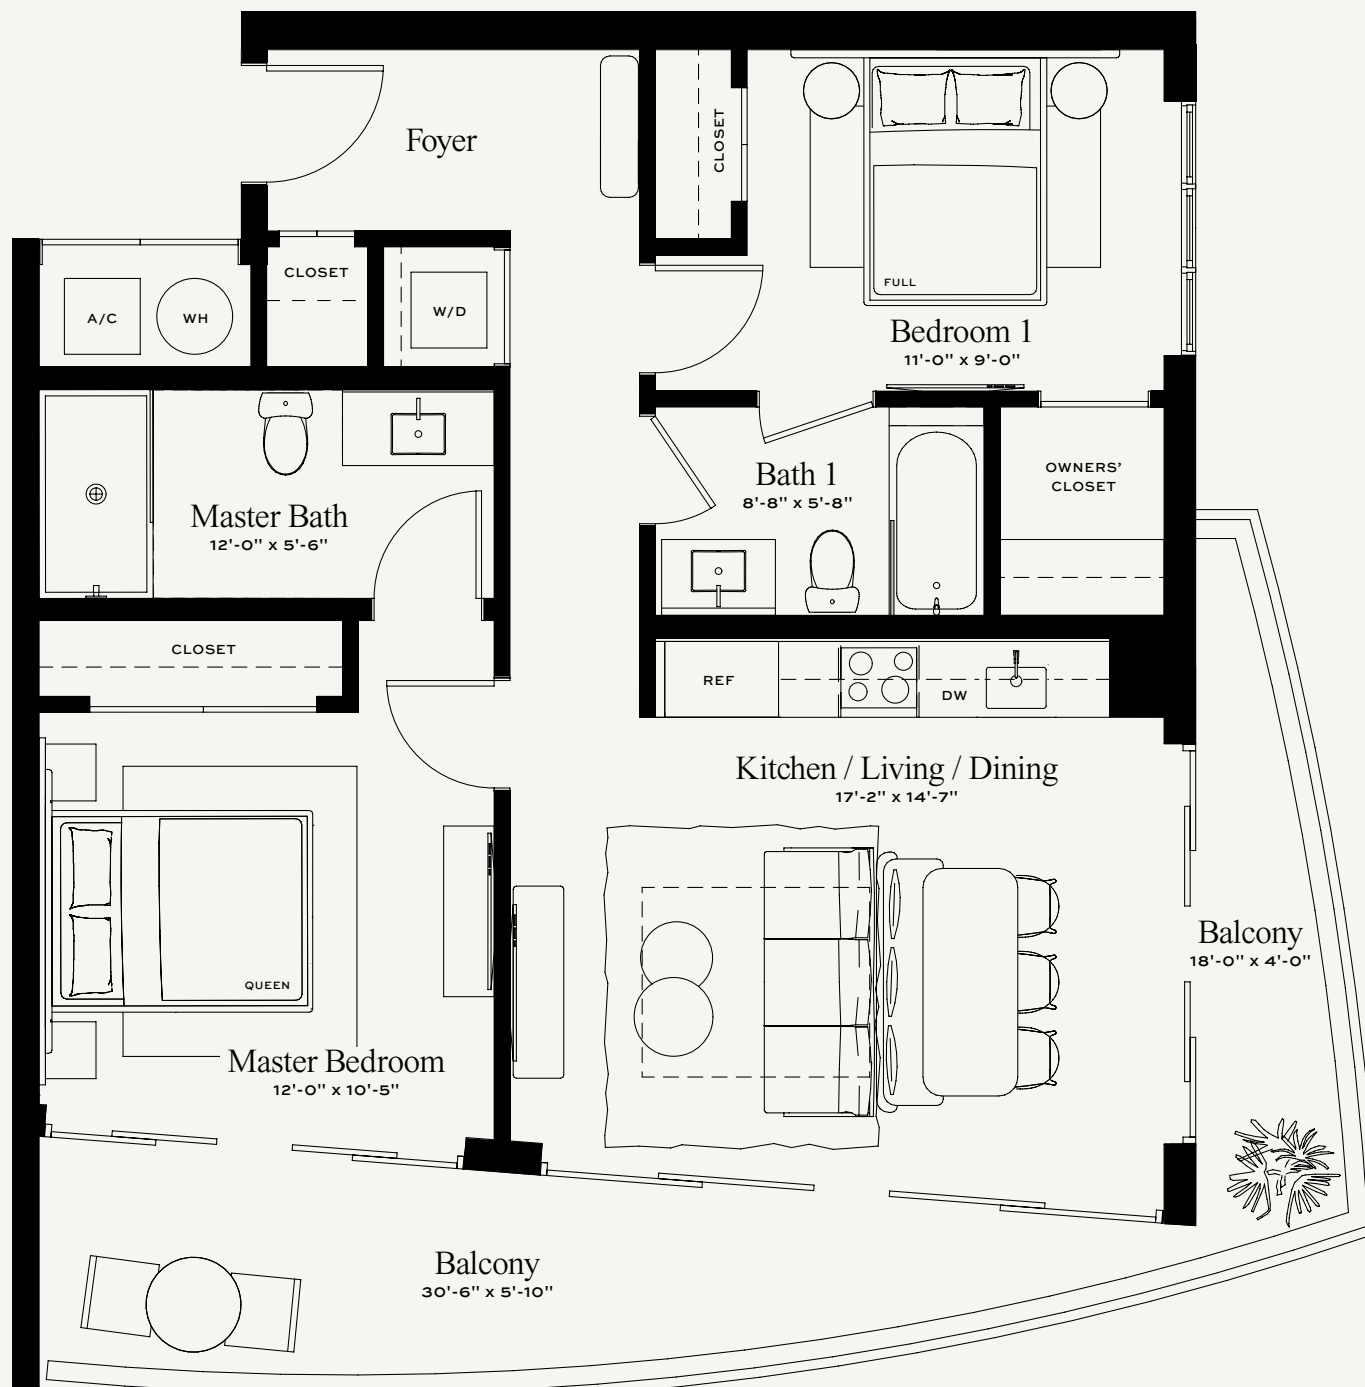 Foyer
CLOSET
FULL
Bedroom 1
11'-0" x 9'-0"
CLOSET
A/C
WH
W/D
Master Bath
12'-0" x 5'-6"
Bath 1
8'-8" x 5'-8"
OWNERS'
CLOSET
CLOSET
REF
DW
Kitchen / Living / Dining
17'-2" x 14'-7"
Balcony
18'-0" x 4'-0"
QUEEN
Master Bedroom
12'-0" x 10'-5"
Balcony
30'-6" x 5'-10"